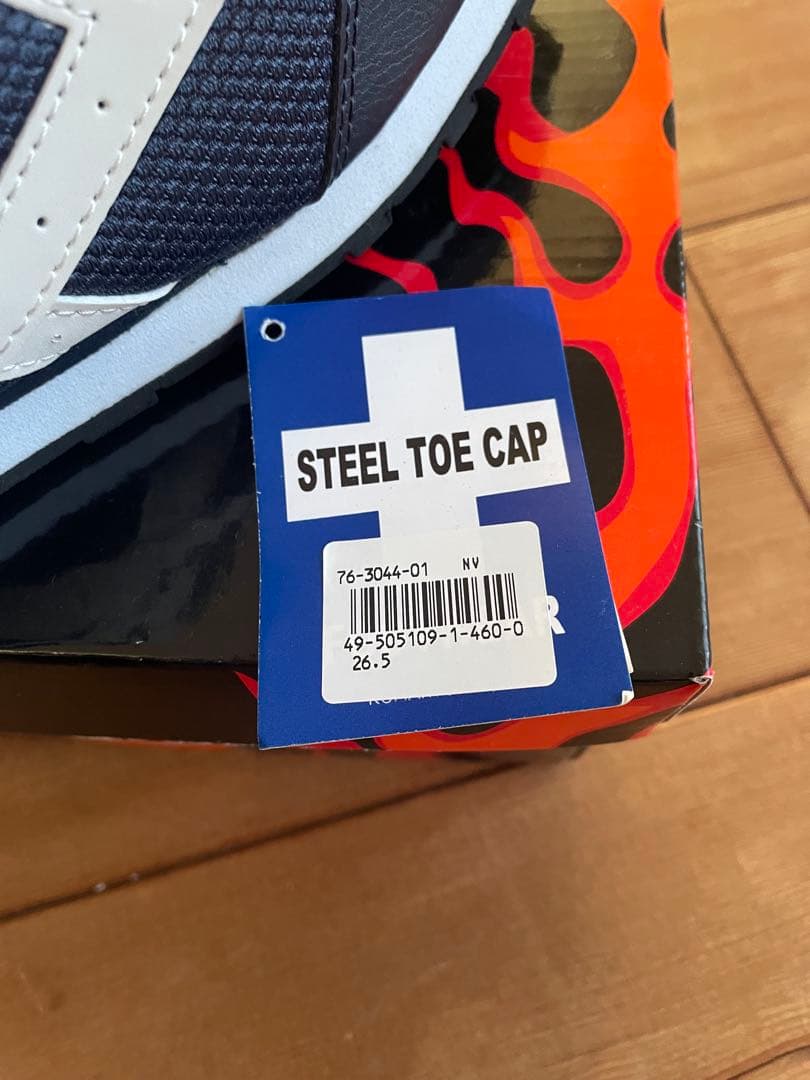 STEEL TOE CAP
76-3044-01 NV
49-505109-1-460-0
26.5